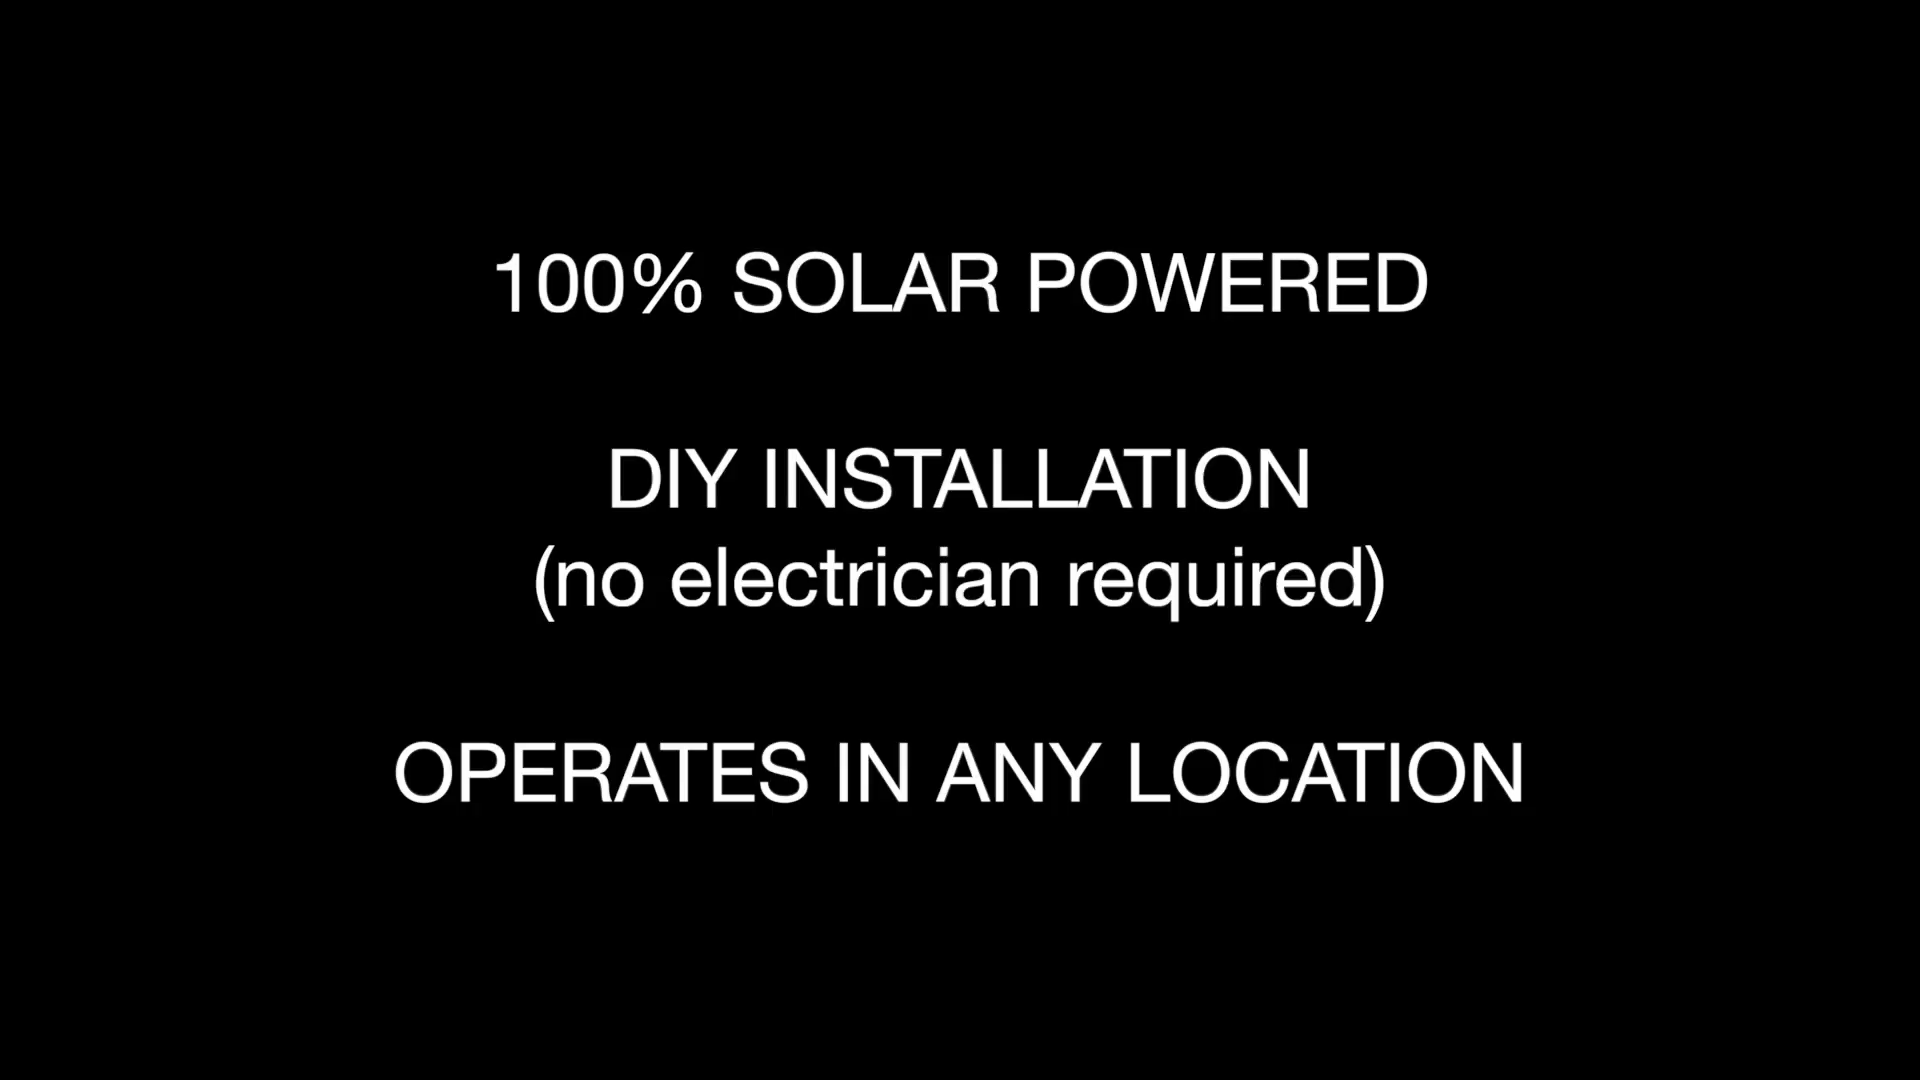 100% SOLAR POWERED
DIY INSTALLATION
(no electrician required)
OPERATES IN ANY LOCATION